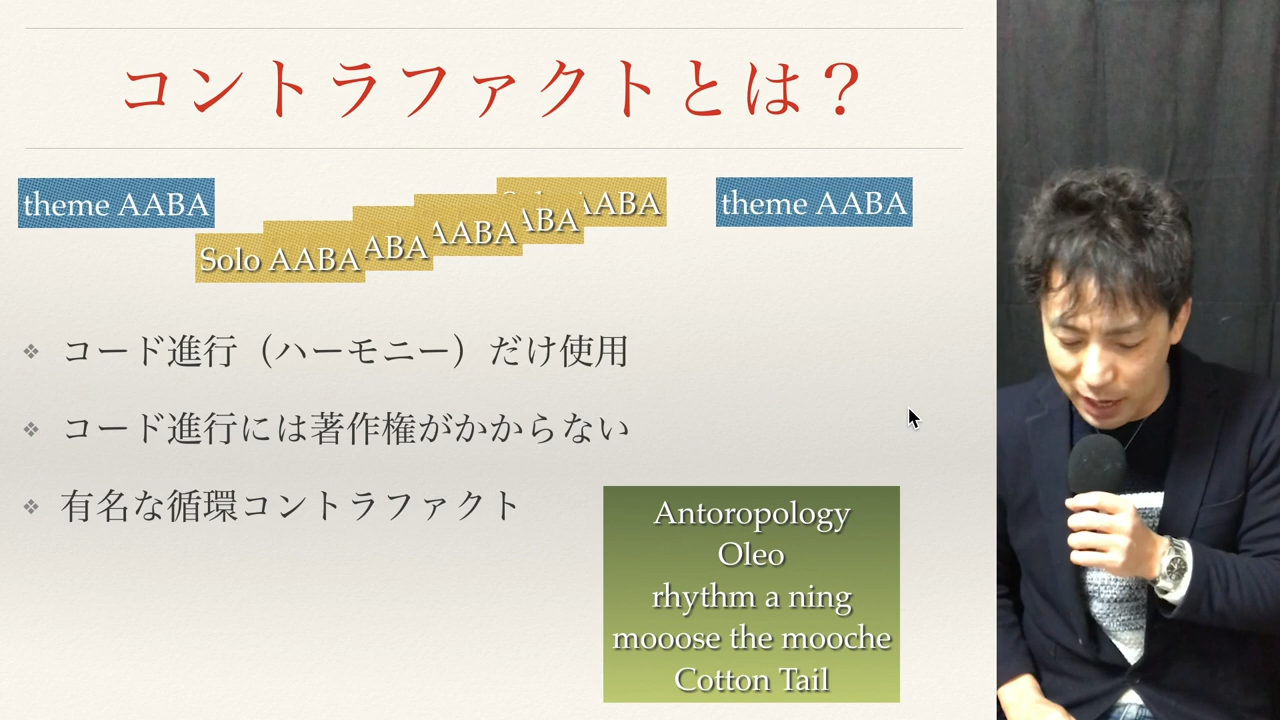 コントラファクトとは？
theme AABA
Solo AABA
ABA
AABA
ABA
AABA
theme AABA
コード進行（ハーモニー）だけ使用
コード進行には著作権がかからない
有名な循環コントラファクト
Antoropology
Oleo
rhythm a ning
mooose the mooche
Cotton Tail